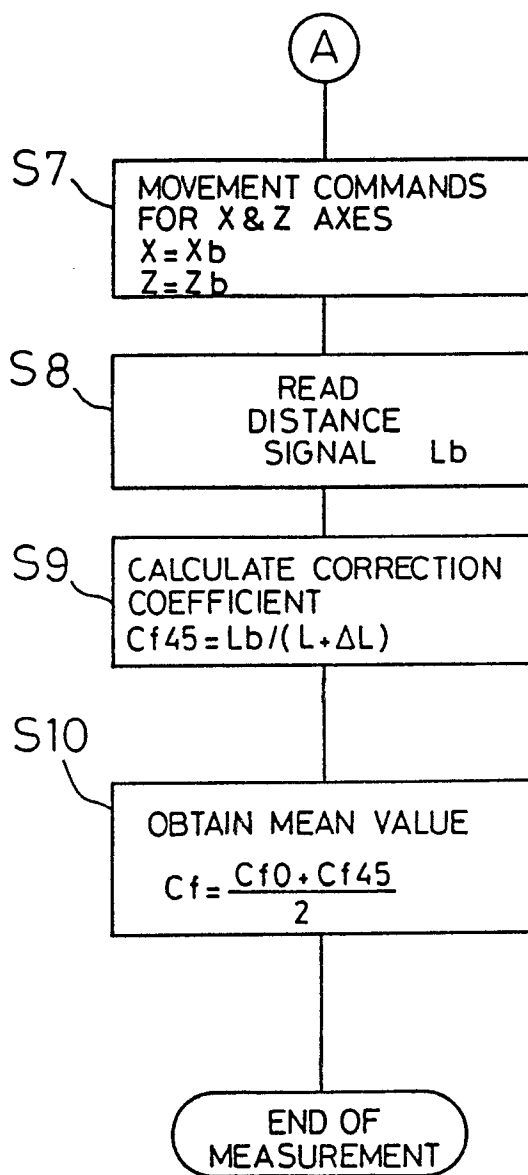 A
S7
MOVEMENT COMMANDS
FOR X & Z AXES
X = Xb
Z = Zb
S8
READ
DISTANCE
SIGNAL Lb
S9
CALCULATE CORRECTION
COEFFICIENT
Cf45 = Lb/(L+ΔL)
S10
OBTAIN MEAN VALUE
Cf = (Cf0 + Cf45)/2
END OF
MEASUREMENT